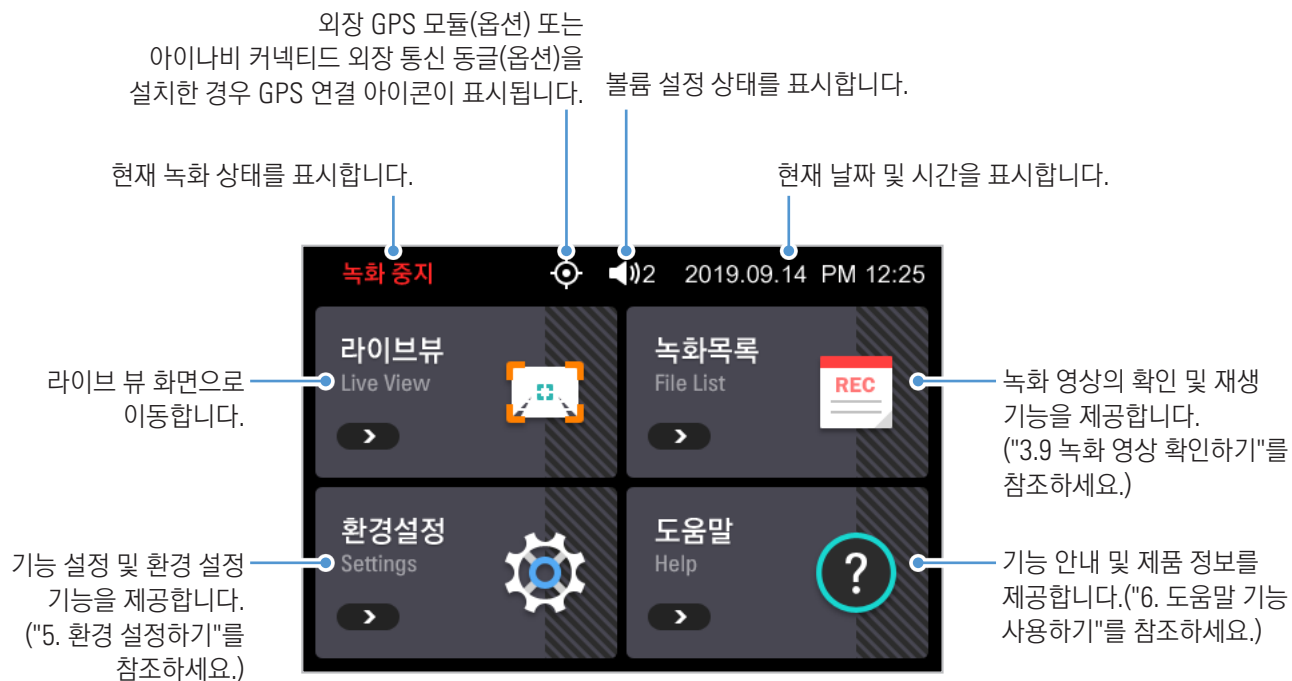 외장 GPS 모듈(옵션) 또는
아이나비 커넥티드 외장 통신 동글(옵션)을
설치한 경우 GPS 연결 아이콘이 표시됩니다.
볼륨 설정 상태를 표시합니다.
현재 녹화 상태를 표시합니다.
현재 날짜 및 시간을 표시합니다.
녹화 중지
2
2019.09.14 PM 12:25
라이브 뷰 화면으로
이동합니다.
라이브뷰
Live View
녹화목록
File List
REC
녹화 영상의 확인 및 재생
기능을 제공합니다.
("3.9 녹화 영상 확인하기"를
참조하세요.)
기능 설정 및 환경 설정
기능을 제공합니다.
("5. 환경 설정하기"를
참조하세요.)
환경설정
Settings
도움말
Help
?
기능 안내 및 제품 정보를
제공합니다.("6. 도움말 기능
사용하기"를 참조하세요.)